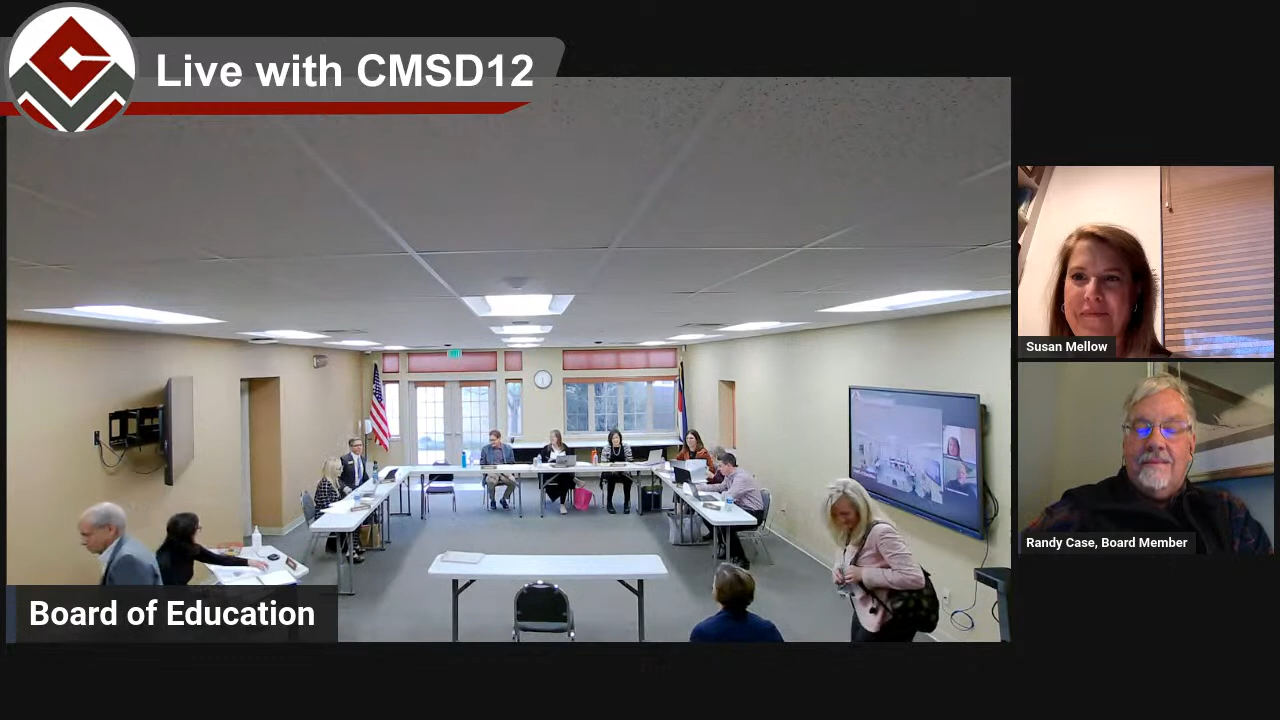 Live with CMSD12
Susan Mellow
Randy Case, Board Member
Board of Education